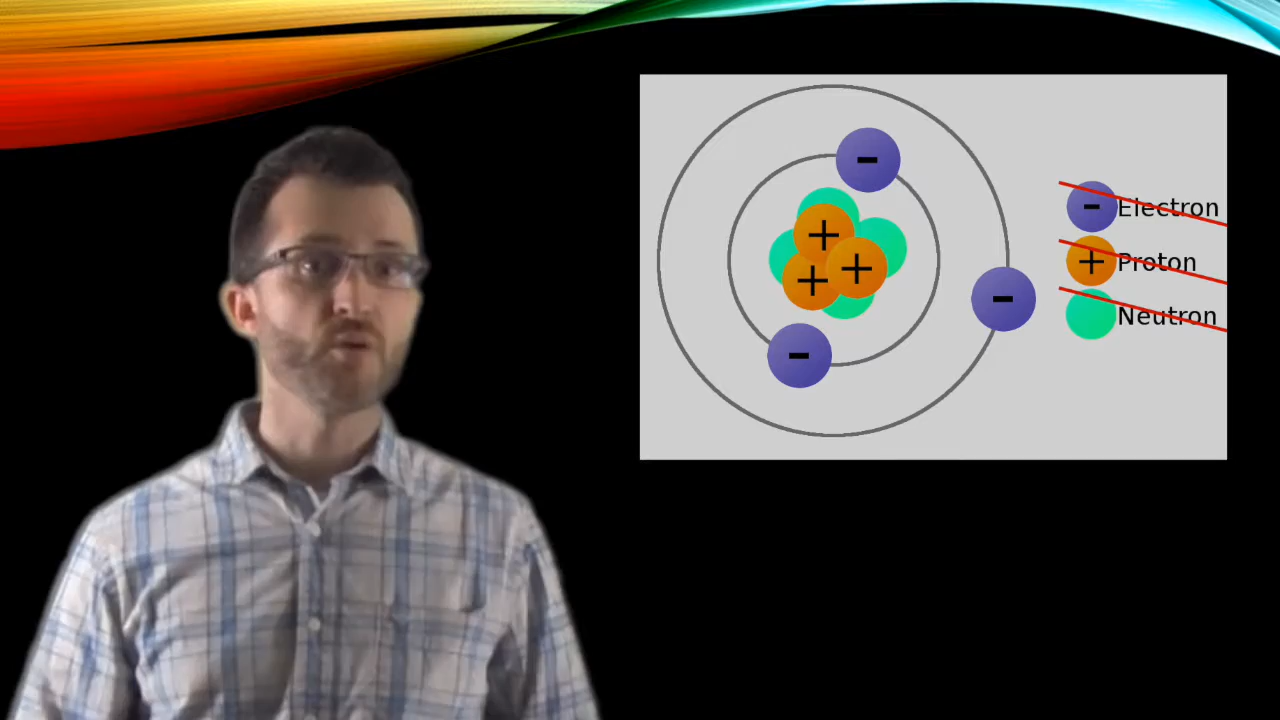 -
+
+
+
-
-
- Electron
+ Proton
Neutron